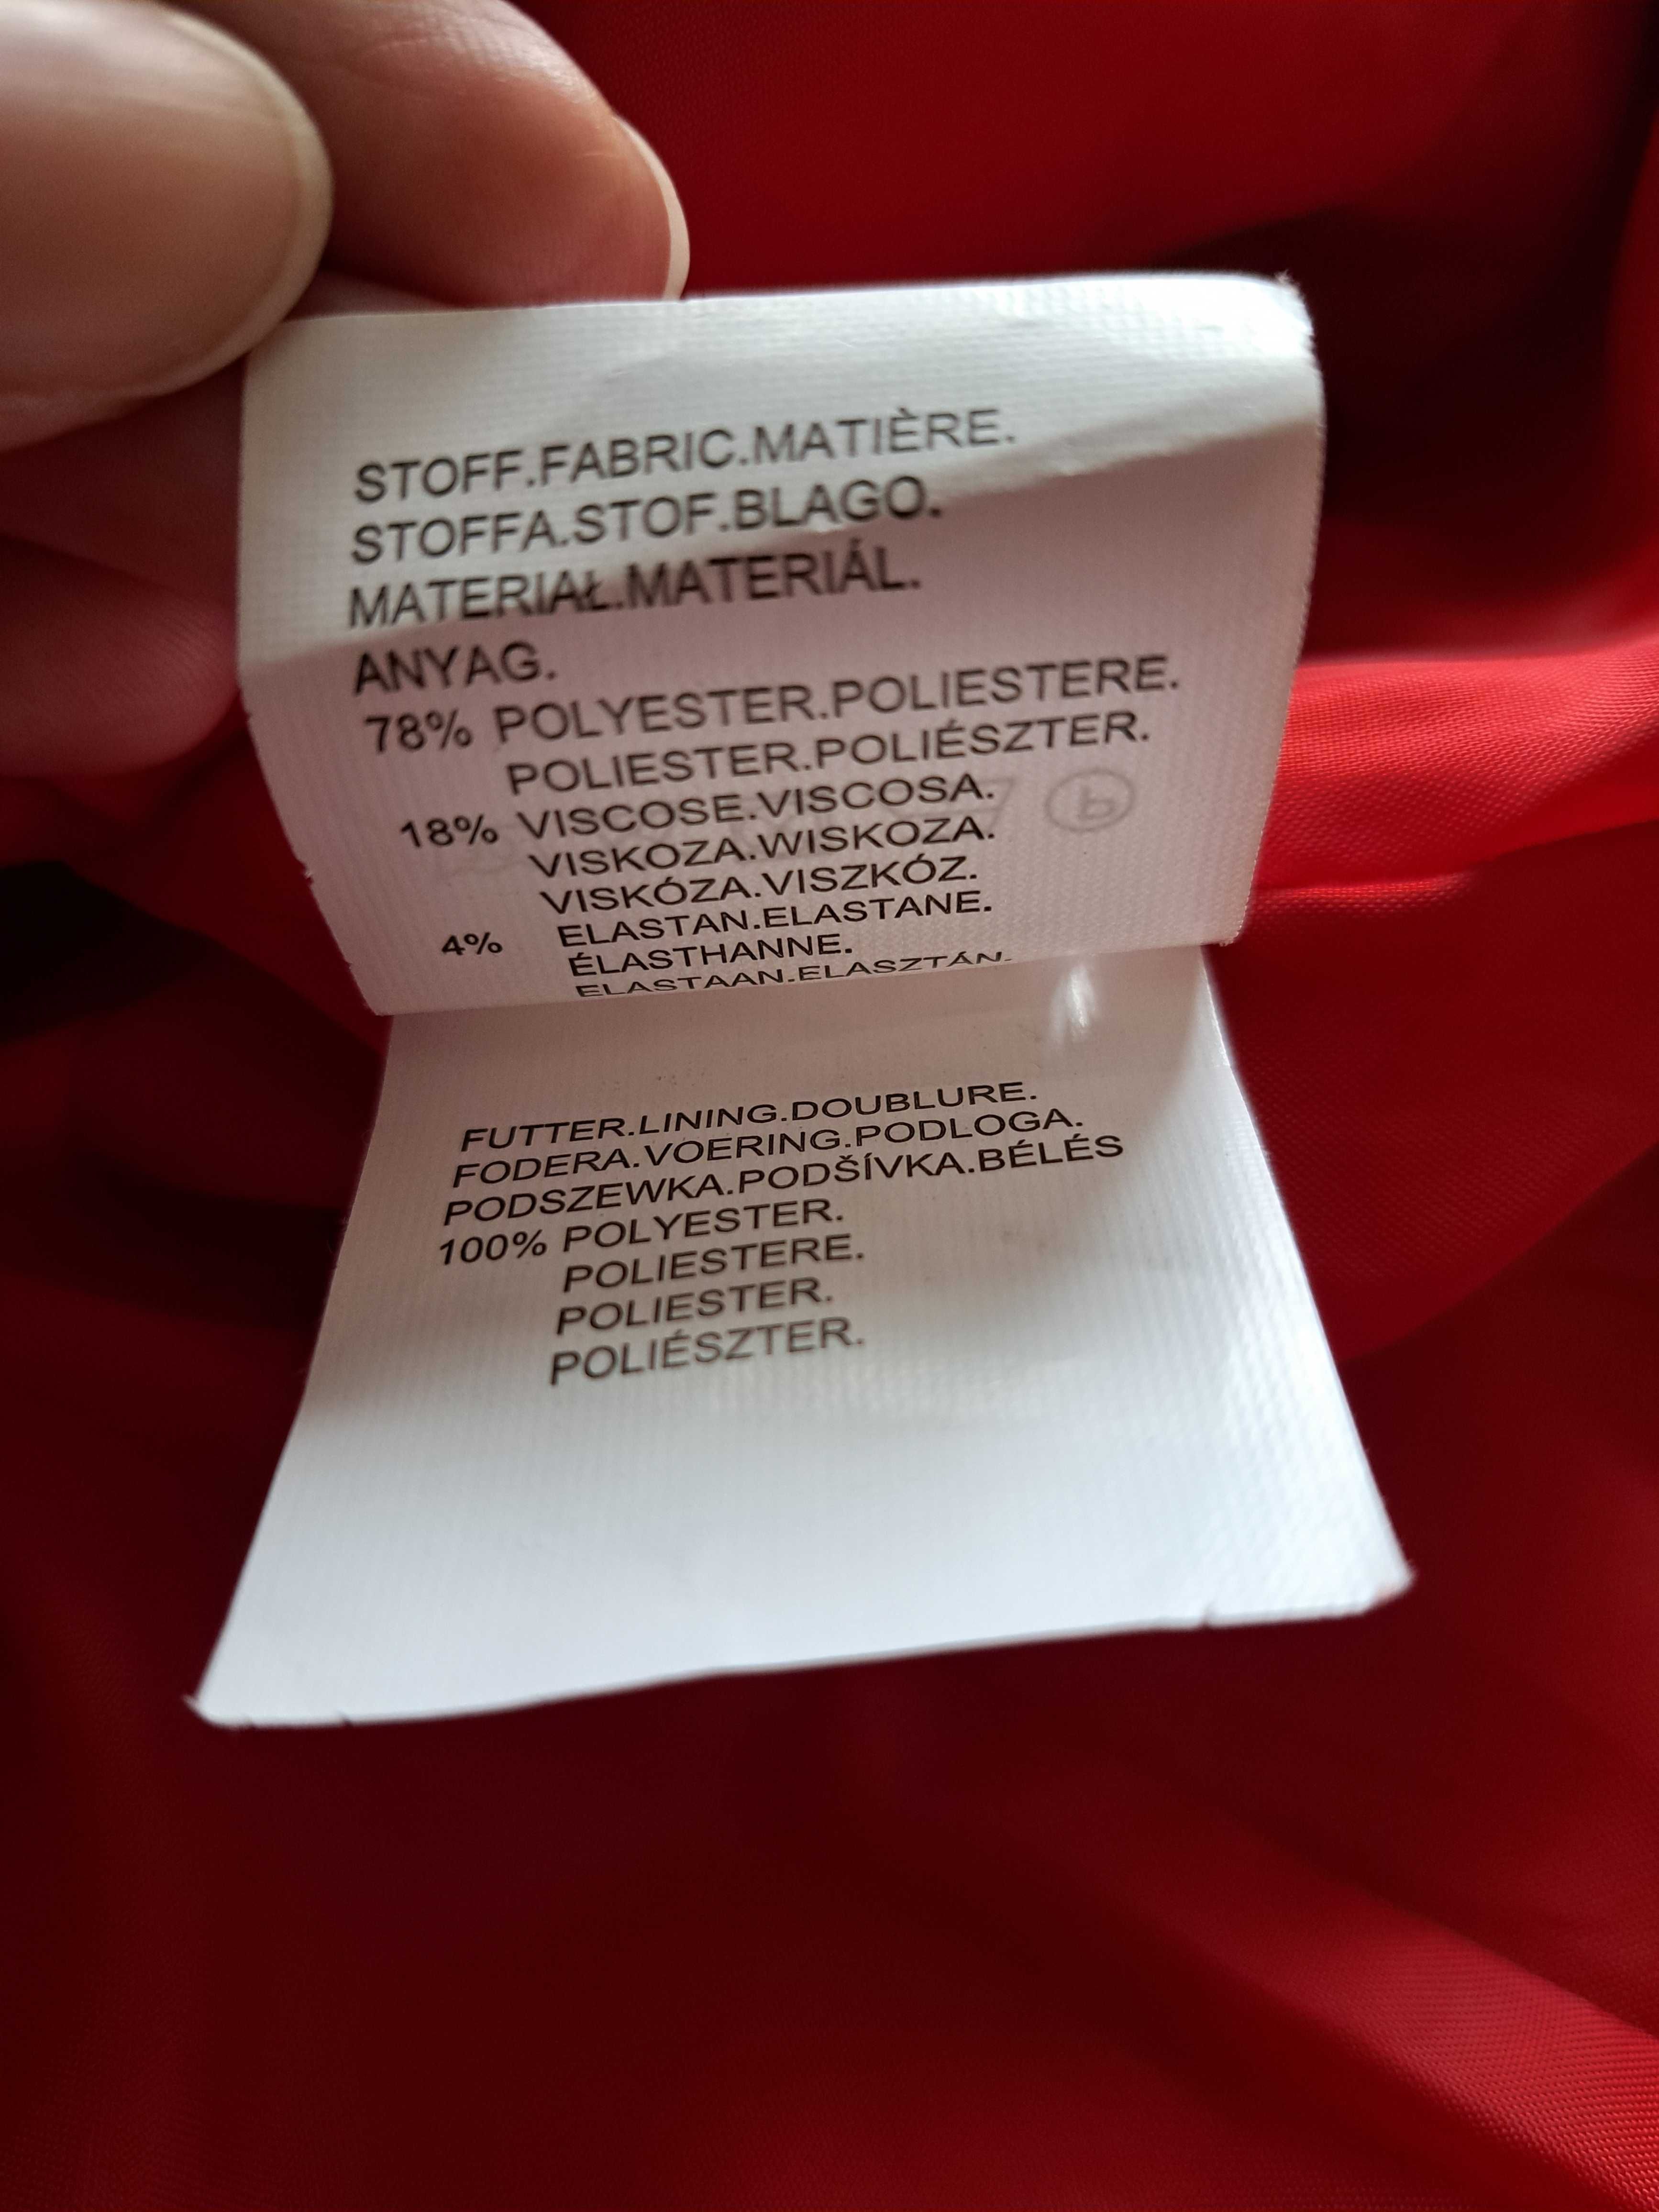 STOFF.FABRIC.MATIÈRE.
STOFFA.STOF.BLAGO.
MATERIAŁ.MATERIÁL.
ANYAG.
78% POLYESTER.POLIESTERE.
POLIESTER.POLIÉSZTER.
18% VISCOSE.VISCOSA.
VISKOZA.WISKOZA.
VISKÓZA.VISZKÓZ.
4% ELASTAN.ELASTANE.
ÉLASTHANNE.
ELASTAAN.ELASZTÁN.
FUTTER.LINING.DOUBLURE.
FODERA.VOERING.PODLOGA.
PODSZEWKA.PODŠÍVKA.BÉLÉS
100% POLYESTER.
POLIESTERE.
POLIESTER.
POLIÉSZTER.